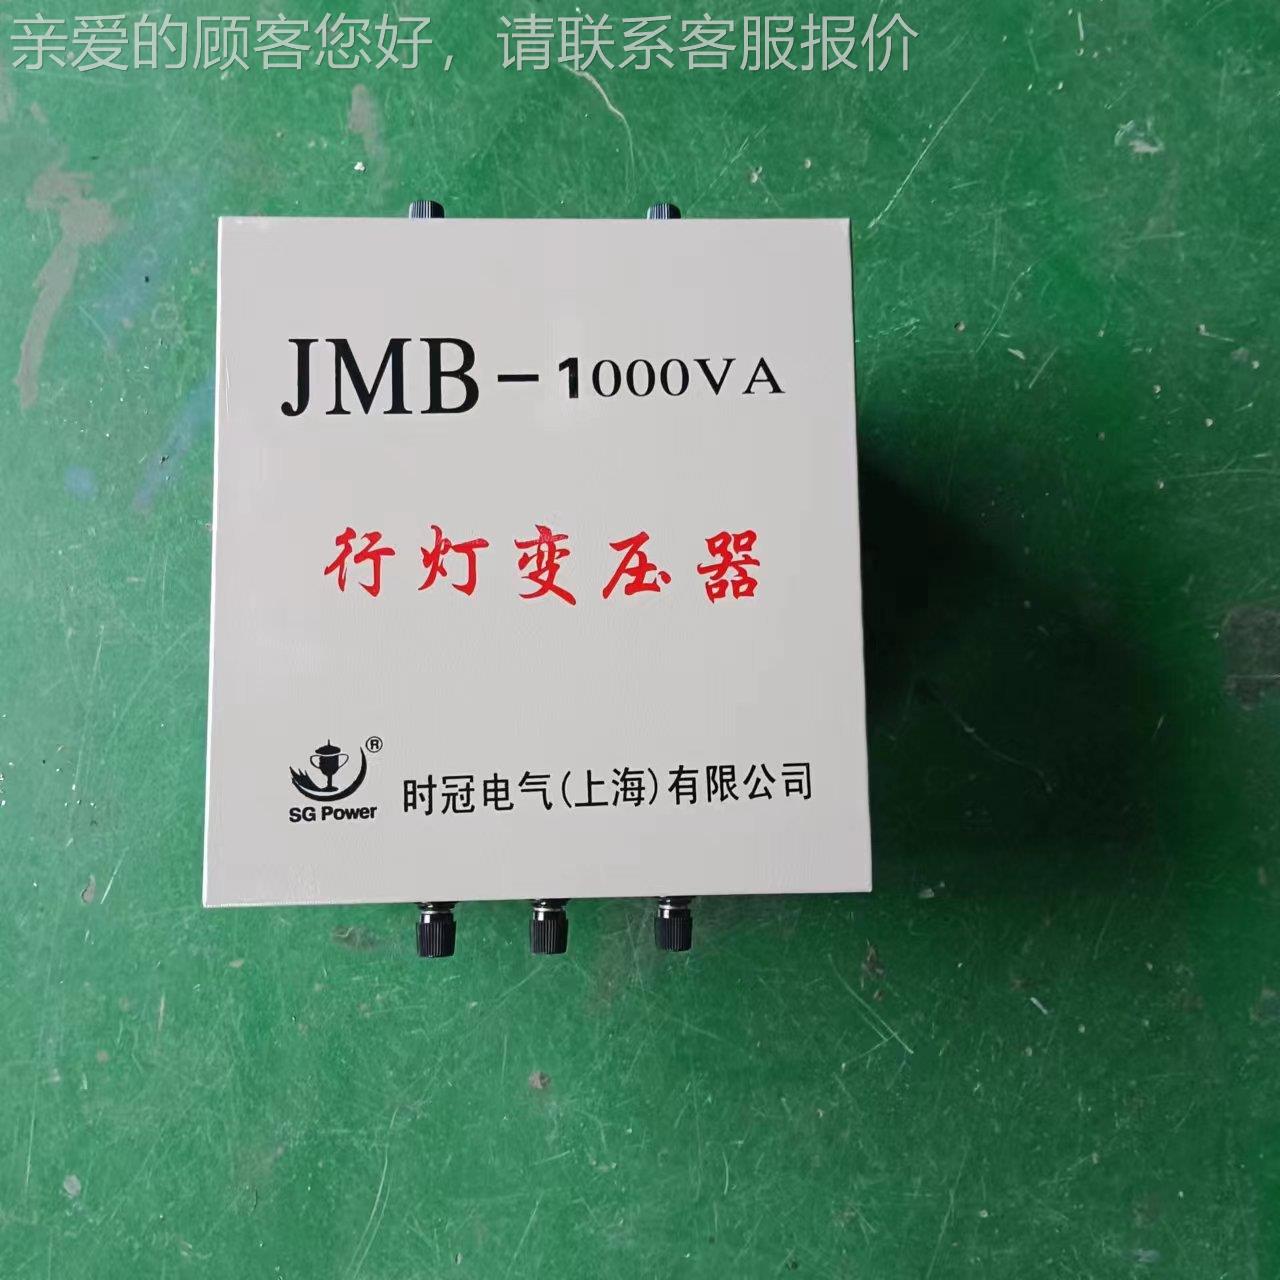 亲爱的顾客您好，请联系客服报价
JMB-1000VA
行灯变压器
®
SG Power
时冠电气(上海)有限公司